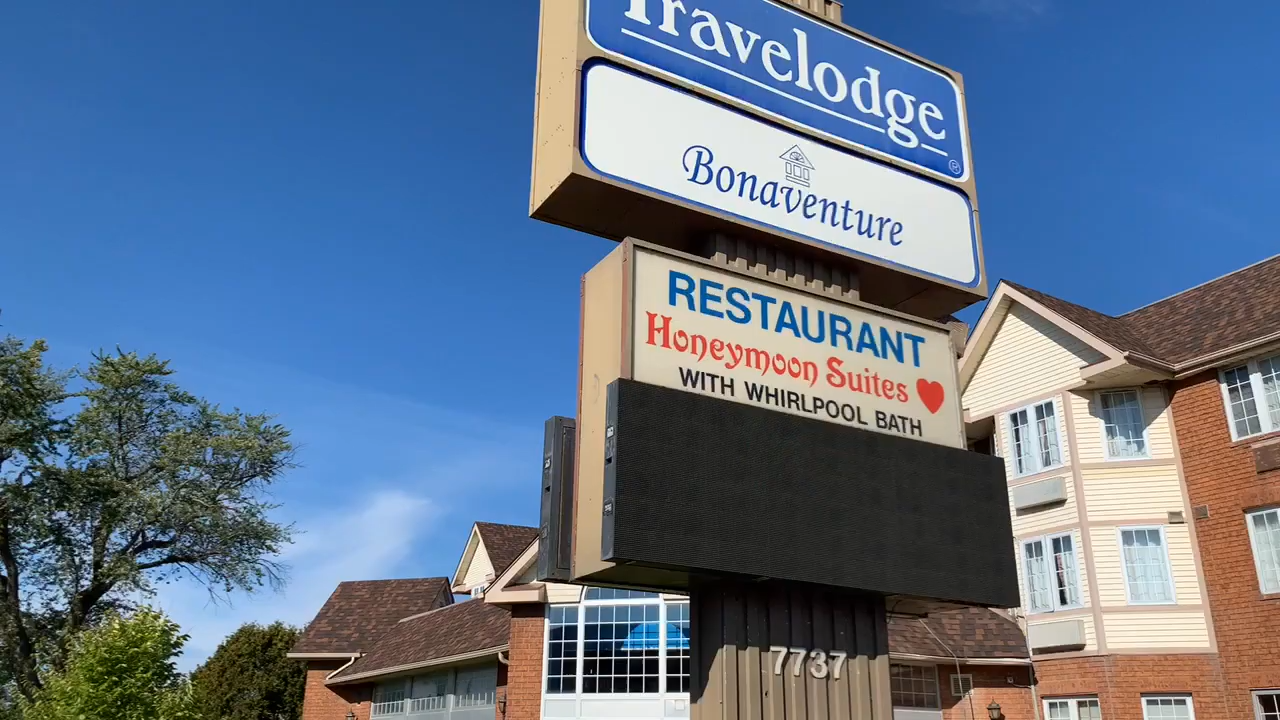 Travelodge
®
Bonaventure
RESTAURANT
Honeymoon Suites
WITH WHIRLPOOL BATH
7737